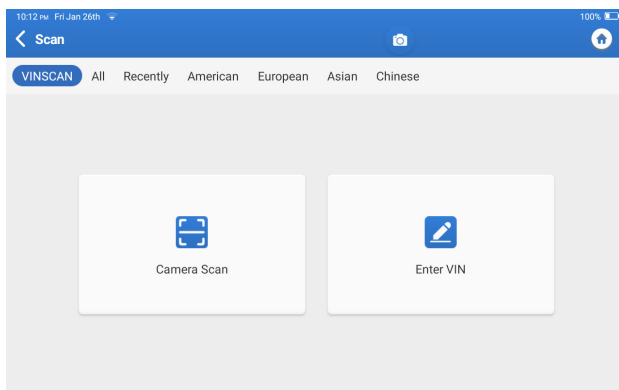 10:12 PM Fri Jan 26th 100%
Scan
VINSCAN All Recently American European Asian Chinese
Camera Scan Enter VIN